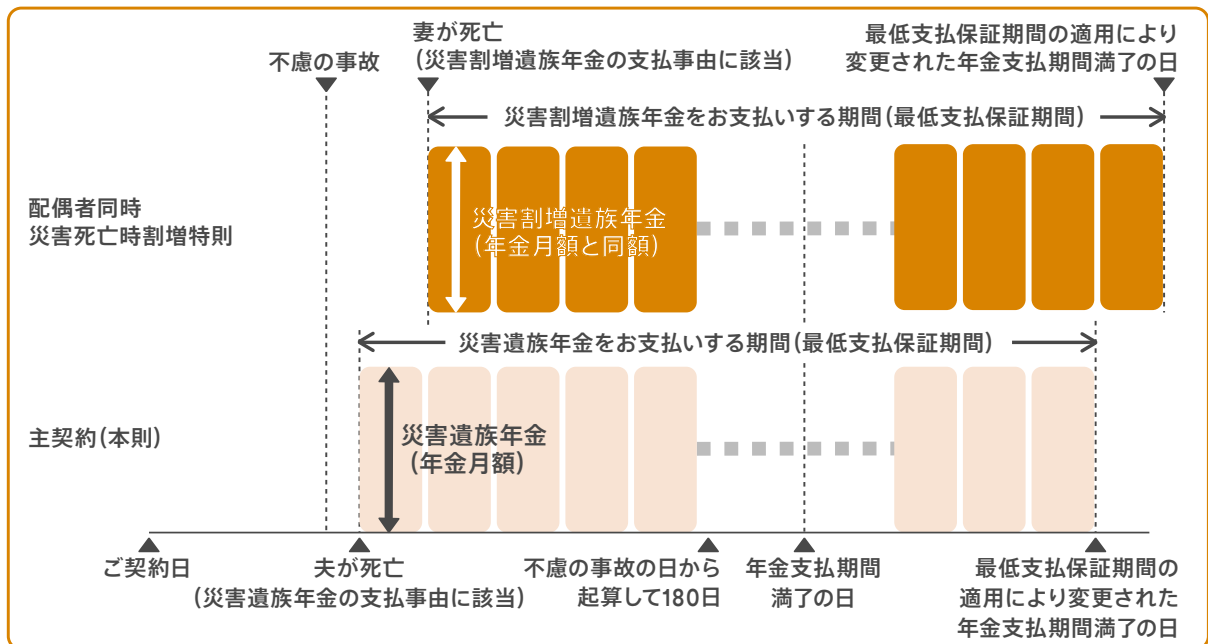 不慮の事故
妻が死亡
(災害割増遺族年金の支払事由に該当)
最低支払保証期間の適用により
変更された年金支払期間満了の日
災害割増遺族年金をお支払いする期間(最低支払保証期間)
配偶者同時
災害死亡時割増特則
災害割増遺族年金
(年金月額と同額)
災害遺族年金をお支払いする期間(最低支払保証期間)
主契約(本則)
災害遺族年金
(年金月額)
ご契約日
夫が死亡
(災害遺族年金の支払事由に該当)
不慮の事故の日から
起算して180日
年金支払期間
満了の日
最低支払保証期間の
適用により変更された
年金支払期間満了の日